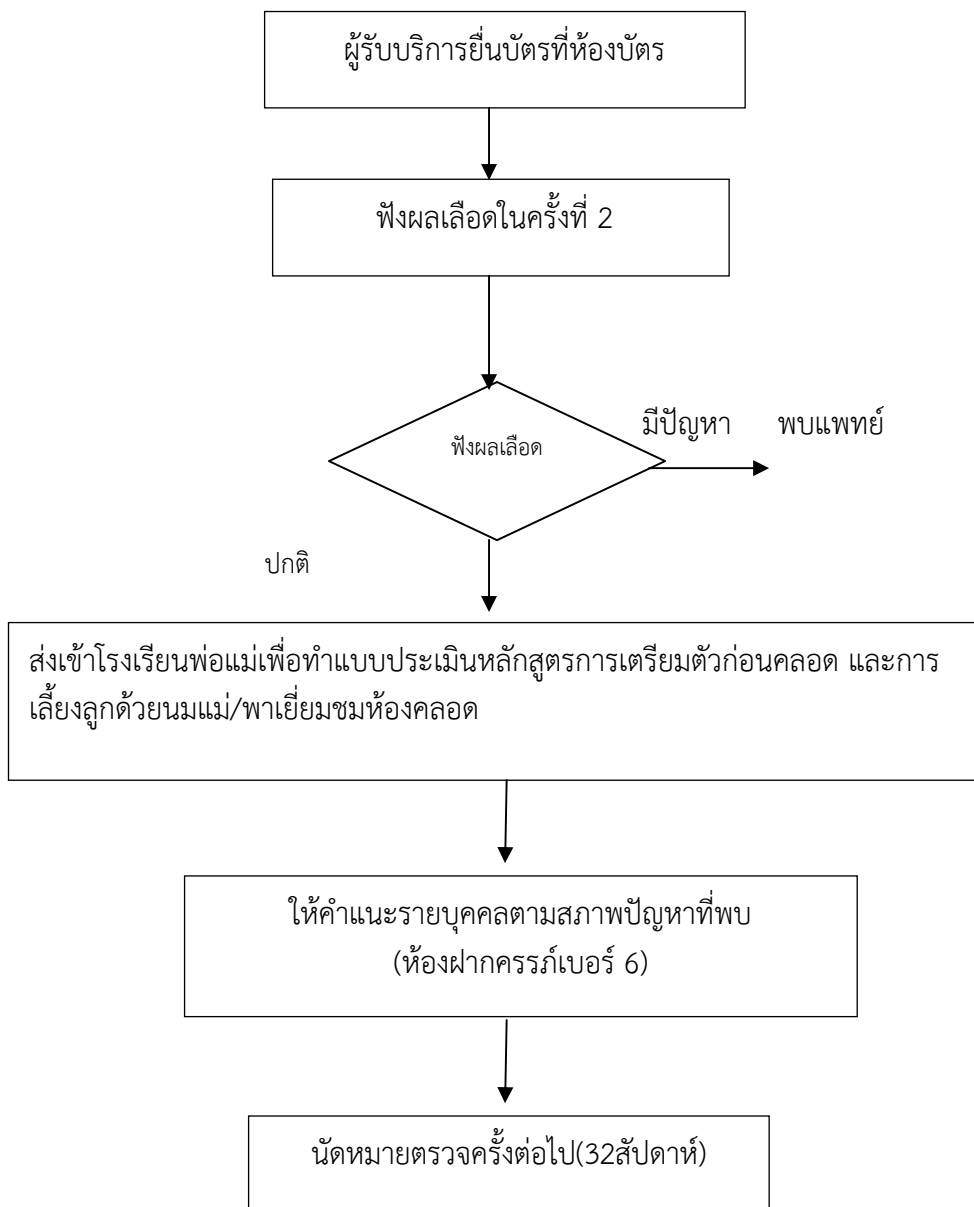 ผู้รับบริการยื่นบัตรที่ห้องบัตร
ฟังผลเลือดในครั้งที่ 2
มีปัญหา พบแพทย์
ฟังผลเลือด
ปกติ
ส่งเข้าโรงเรียนพ่อแม่เพื่อทำแบบประเมินหลักสูตรการเตรียมตัวก่อนคลอด และการ
เลี้ยงลูกด้วยนมแม่/พาเยี่ยมชมห้องคลอด
ให้คำแนะรายบุคคลตามสภาพปัญหาที่พบ
(ห้องฝากครรภ์เบอร์ 6)
นัดหมายตรวจครั้งต่อไป(32สัปดาห์)